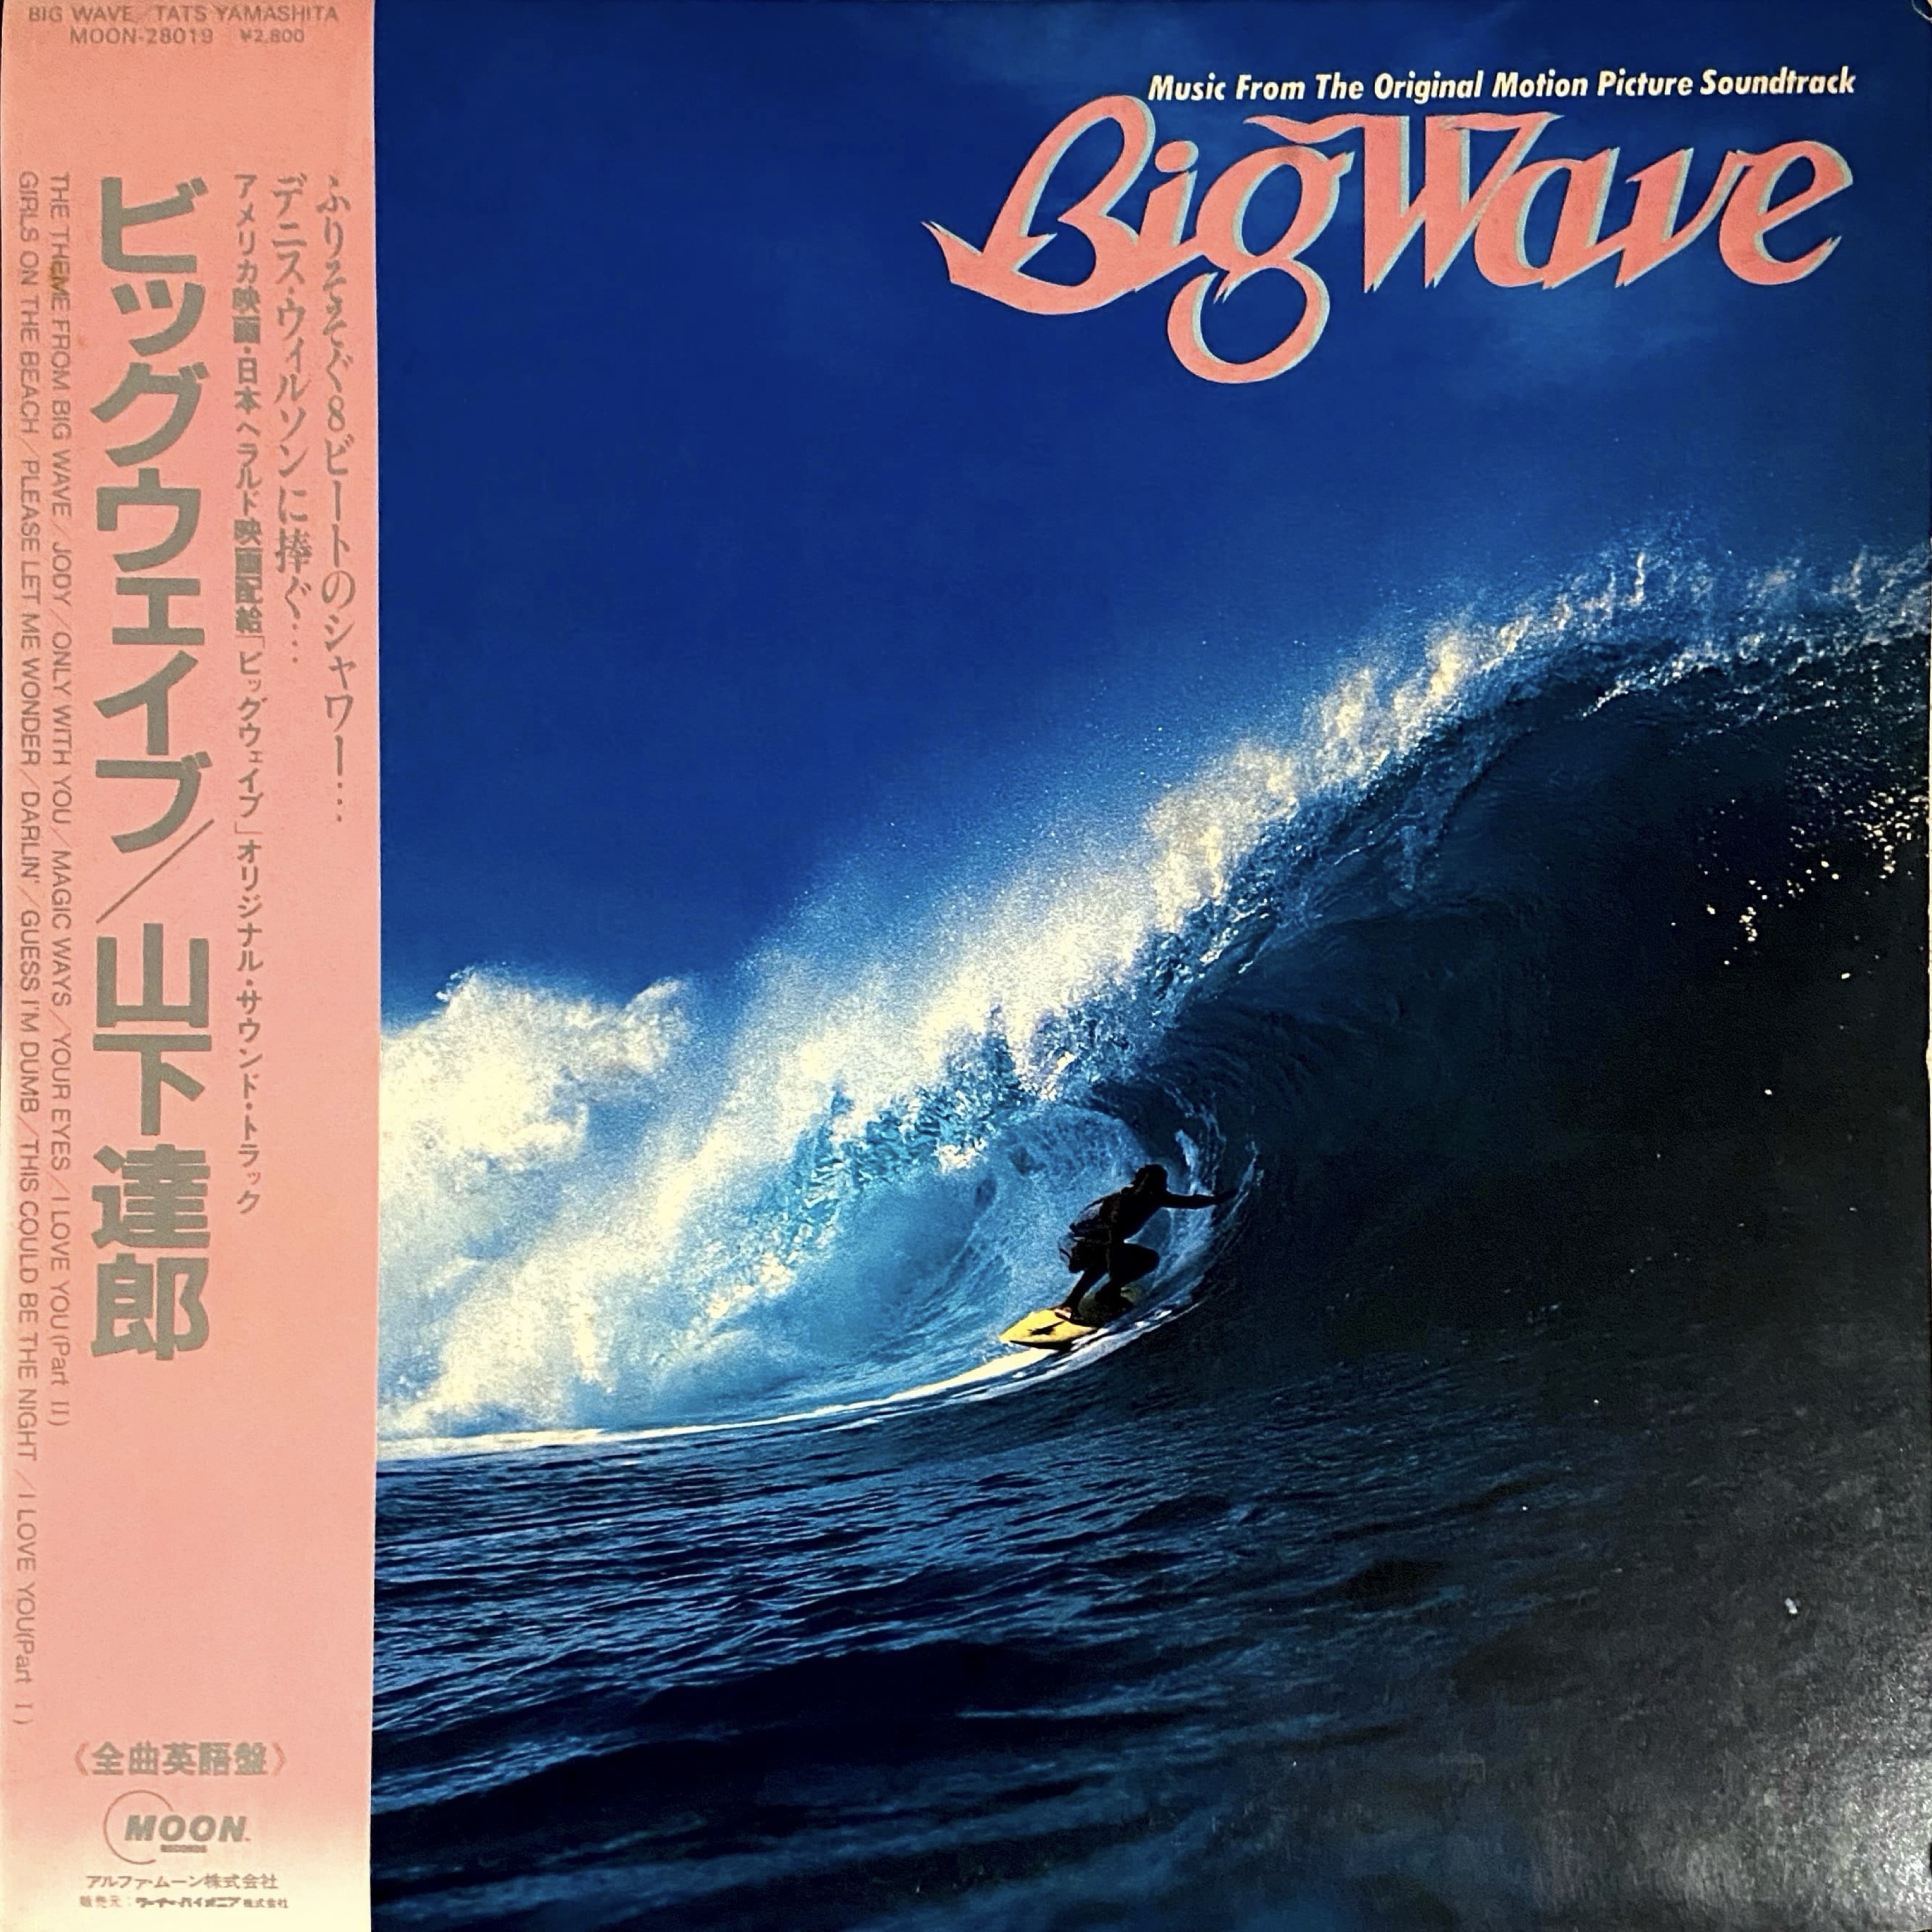 BIG WAVE/TATS YAMASHITA
MOON-28019 ¥2,800
Music From The Original Motion Picture Soundtrack
Big Wave
ふりそそぐ8ビートのシャワー…
デニス・ウィルソンに捧ぐ…
アメリカ映画・日本ヘラルド映画配給「ビッグウェイブ」オリジナル・サウンド・トラック
ビッグウェイブ/山下達郎
THE THEME FROM BIG WAVE/JODY/ONLY WITH YOU/MAGIC WAYS/YOUR EYES/I LOVE YOU(Part II)
GIRLS ON THE BEACH/PLEASE LET ME WONDER/DARLIN'/GUESS I'M DUMB/THIS COULD BE THE NIGHT/I LOVE YOU(Part I)
《全曲英語盤》
MOON
RECORDS
アルファ・ムーン株式会社
販売元:ワーナー・パイオニア株式会社